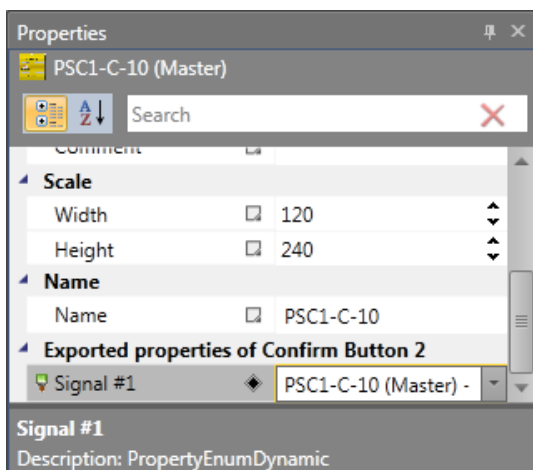 Properties
PSC1-C-10 (Master)
Search
Comment
Scale
Width 120
Height 240
Name
Name PSC1-C-10
Exported properties of Confirm Button 2
Signal #1 PSC1-C-10 (Master) -
Signal #1
Description: PropertyEnumDynamic